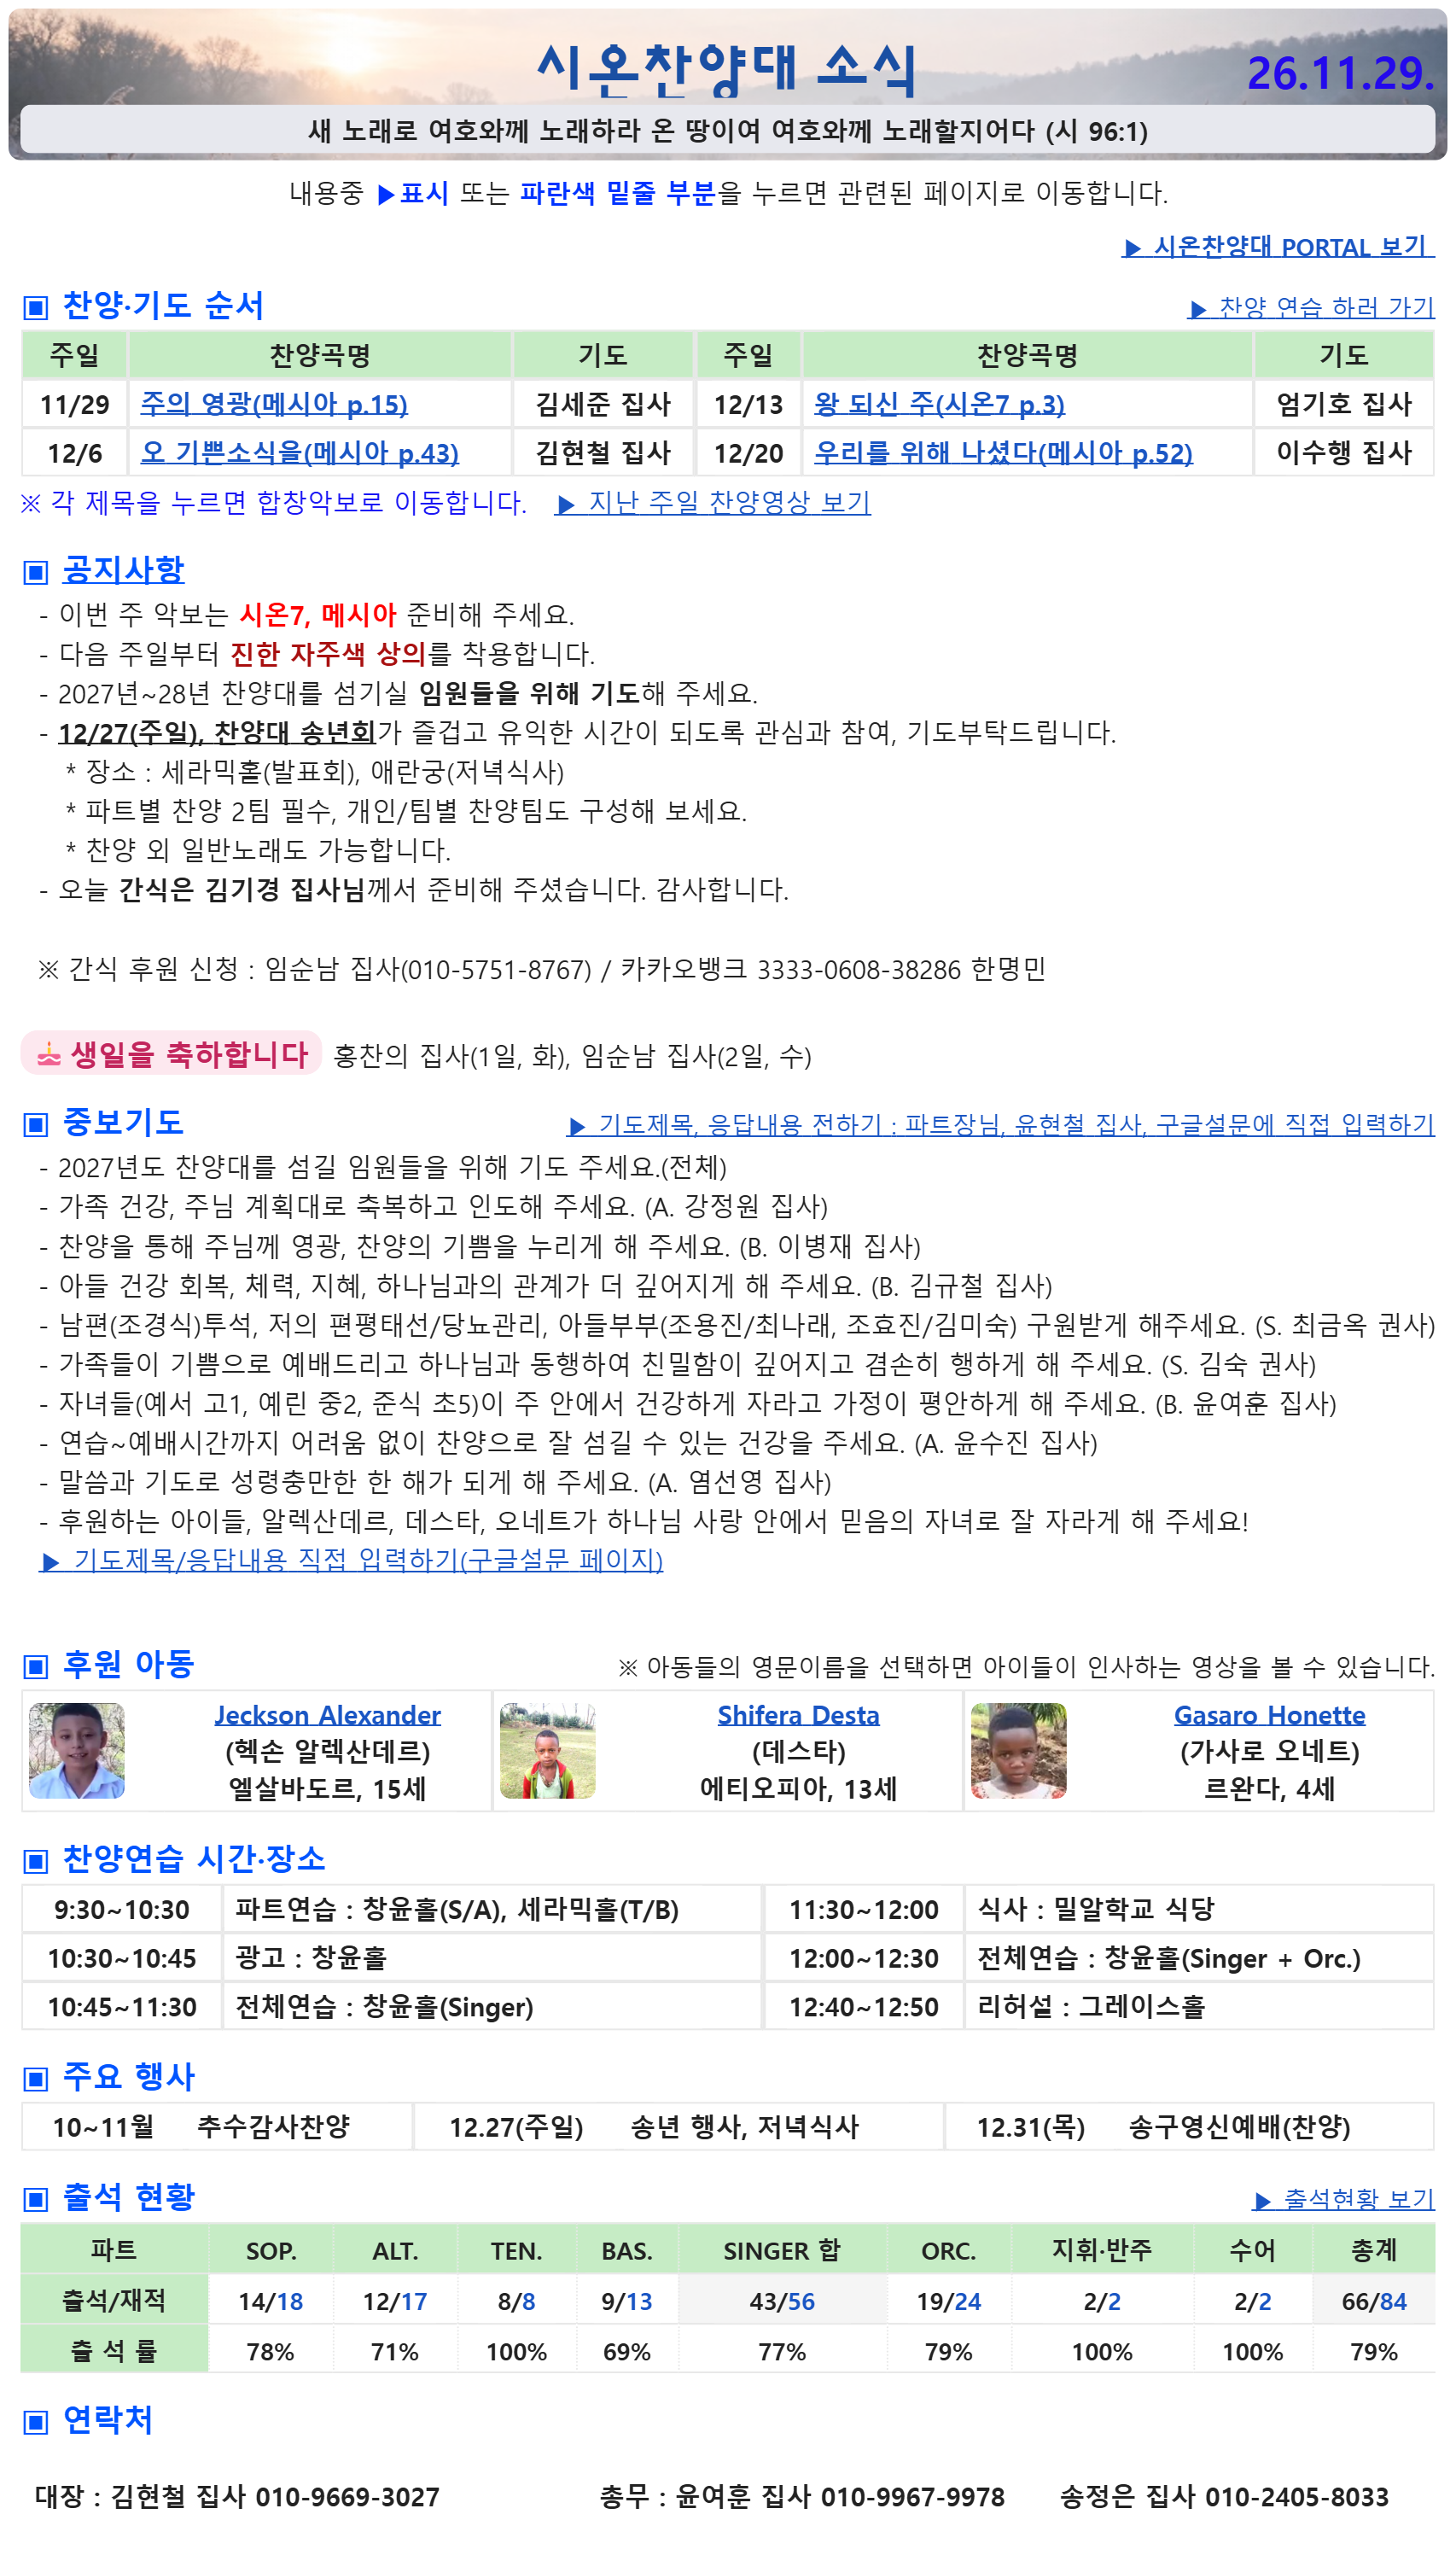 시온찬양대 소식
26.11.29.
새 노래로 여호와께 노래하라 온 땅이여 여호와께 노래할지어다 (시 96:1)
내용중 ▶표시 또는 파란색 밑줄 부분을 누르면 관련된 페이지로 이동합니다.
▶ 시온찬양대 PORTAL 보기
▣ 찬양·기도 순서 ▶ 찬양 연습 하러 가기
주일 찬양곡명 기도 주일 찬양곡명 기도
11/29 주의 영광(메시아 p.15) 김세준 집사 12/13 왕 되신 주(시온7 p.3) 엄기호 집사
12/6 오 기쁜소식을(메시아 p.43) 김현철 집사 12/20 우리를 위해 나셨다(메시아 p.52) 이수행 집사
※ 각 제목을 누르면 합창악보로 이동합니다. ▶ 지난 주일 찬양영상 보기
▣ 공지사항
- 이번 주 악보는 시온7, 메시아 준비해 주세요.
- 다음 주일부터 진한 자주색 상의를 착용합니다.
- 2027년~28년 찬양대를 섬기실 임원들을 위해 기도해 주세요.
- 12/27(주일), 찬양대 송년회가 즐겁고 유익한 시간이 되도록 관심과 참여, 기도부탁드립니다.
* 장소 : 세라믹홀(발표회), 애란궁(저녁식사)
* 파트별 찬양 2팀 필수, 개인/팀별 찬양팀도 구성해 보세요.
* 찬양 외 일반노래도 가능합니다.
- 오늘 간식은 김기경 집사님께서 준비해 주셨습니다. 감사합니다.
※ 간식 후원 신청 : 임순남 집사(010-5751-8767) / 카카오뱅크 3333-0608-38286 한명민
생일을 축하합니다 홍찬의 집사(1일, 화), 임순남 집사(2일, 수)
▣ 중보기도 ▶ 기도제목, 응답내용 전하기 : 파트장님, 윤현철 집사, 구글설문에 직접 입력하기
- 2027년도 찬양대를 섬길 임원들을 위해 기도 주세요.(전체)
- 가족 건강, 주님 계획대로 축복하고 인도해 주세요. (A. 강정원 집사)
- 찬양을 통해 주님께 영광, 찬양의 기쁨을 누리게 해 주세요. (B. 이병재 집사)
- 아들 건강 회복, 체력, 지혜, 하나님과의 관계가 더 깊어지게 해 주세요. (B. 김규철 집사)
- 남편(조경식)투석, 저의 편평태선/당뇨관리, 아들부부(조용진/최나래, 조효진/김미숙) 구원받게 해주세요. (S. 최금옥 권사)
- 가족들이 기쁨으로 예배드리고 하나님과 동행하여 친밀함이 깊어지고 겸손히 행하게 해 주세요. (S. 김숙 권사)
- 자녀들(예서 고1, 예린 중2, 준식 초5)이 주 안에서 건강하게 자라고 가정이 평안하게 해 주세요. (B. 윤여훈 집사)
- 연습~예배시간까지 어려움 없이 찬양으로 잘 섬길 수 있는 건강을 주세요. (A. 윤수진 집사)
- 말씀과 기도로 성령충만한 한 해가 되게 해 주세요. (A. 염선영 집사)
- 후원하는 아이들, 알렉산데르, 데스타, 오네트가 하나님 사랑 안에서 믿음의 자녀로 잘 자라게 해 주세요!
▶ 기도제목/응답내용 직접 입력하기(구글설문 페이지)
▣ 후원 아동 ※ 아동들의 영문이름을 선택하면 아이들이 인사하는 영상을 볼 수 있습니다.
Jeckson Alexander Shifera Desta Gasaro Honette
(헥손 알렉산데르) (데스타) (가사로 오네트)
엘살바도르, 15세 에티오피아, 13세 르완다, 4세
▣ 찬양연습 시간·장소
9:30~10:30 파트연습 : 창윤홀(S/A), 세라믹홀(T/B) 11:30~12:00 식사 : 밀알학교 식당
10:30~10:45 광고 : 창윤홀 12:00~12:30 전체연습 : 창윤홀(Singer + Orc.)
10:45~11:30 전체연습 : 창윤홀(Singer) 12:40~12:50 리허설 : 그레이스홀
▣ 주요 행사
10~11월 추수감사찬양 12.27(주일) 송년 행사, 저녁식사 12.31(목) 송구영신예배(찬양)
▣ 출석 현황 ▶ 출석현황 보기
파트 SOP. ALT. TEN. BAS. SINGER 합 ORC. 지휘·반주 수어 총계
출석/재적 14/18 12/17 8/8 9/13 43/56 19/24 2/2 2/2 66/84
출 석 률 78% 71% 100% 69% 77% 79% 100% 100% 79%
▣ 연락처
대장 : 김현철 집사 010-9669-3027 총무 : 윤여훈 집사 010-9967-9978 송정은 집사 010-2405-8033